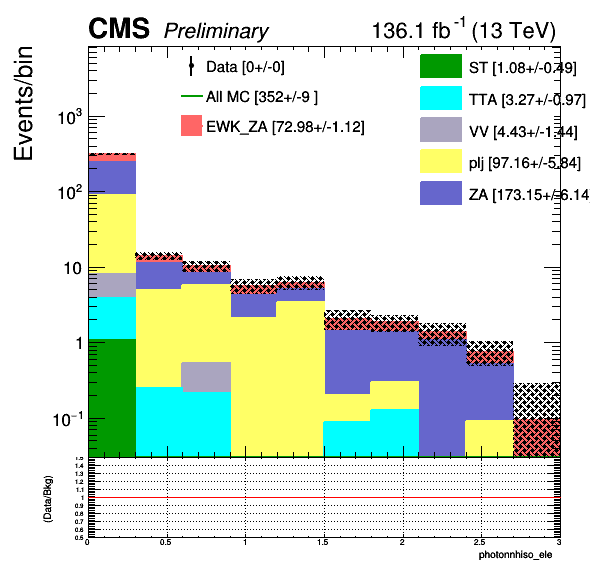 CMS Preliminary 136.1 fb⁻¹ (13 TeV)
Events/bin
Data [0+/-0]
All MC [352+/-9 ]
EWK_ZA [72.98+/-1.12]
ST [1.08+/-0.49]
TTA [3.27+/-0.97]
VV [4.43+/-1.44]
plj [97.16+/-5.84]
ZA [173.15+/-6.14
10³
10²
10
1
10⁻¹
(Data/Bkg)
1.5
1.4
1.3
1.2
1.1
1
0.9
0.8
0.7
0.6
0.5
0 0.5 1 1.5 2 2.5 3
photonnhiso_ele